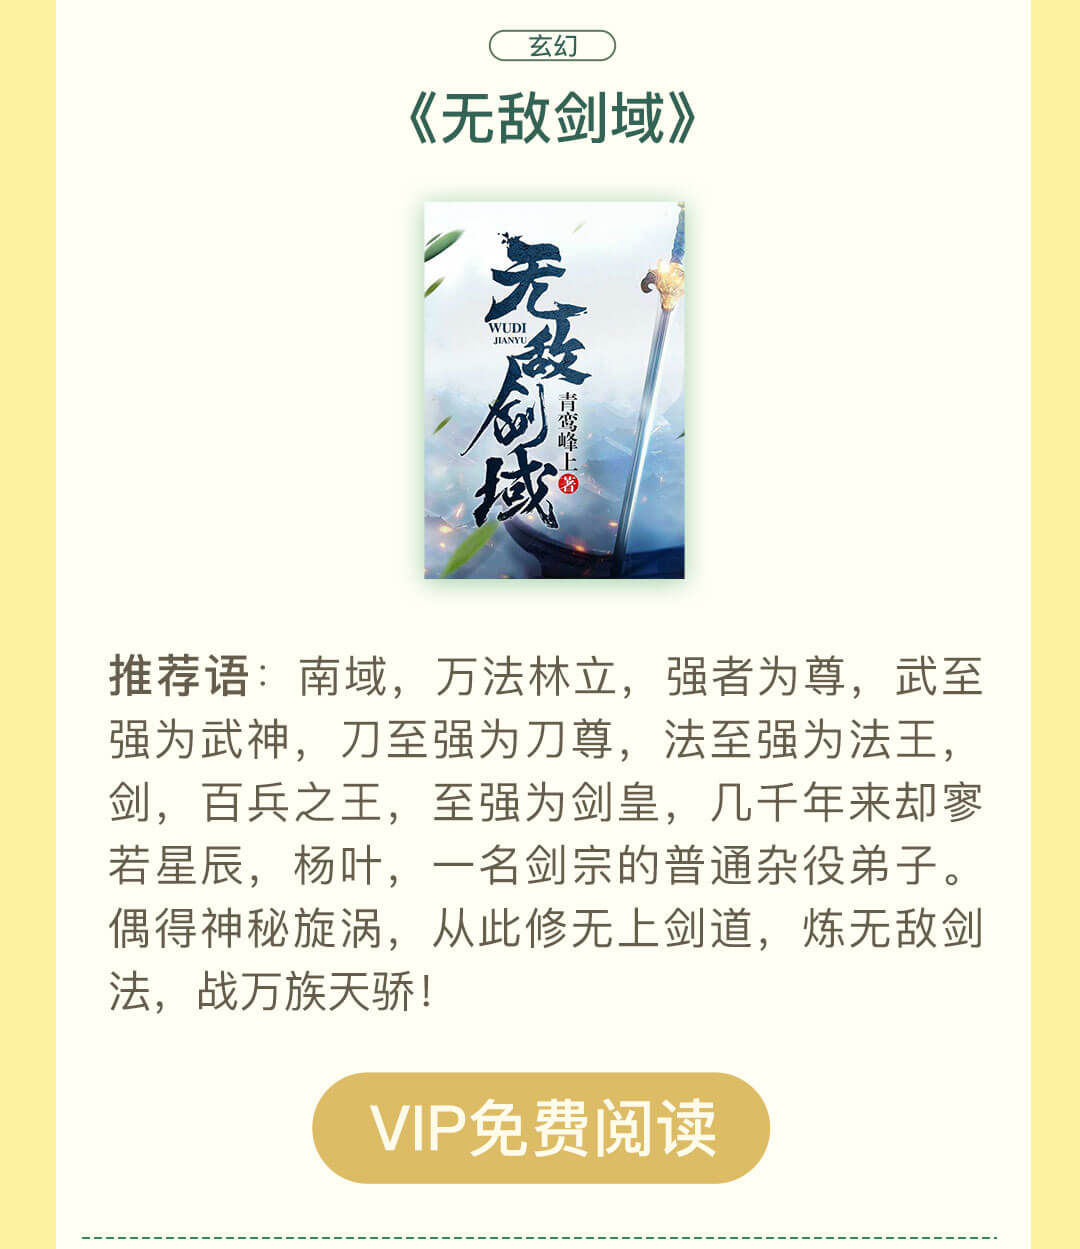 玄幻
《无敌剑域》
无敌剑域
WUDI
JIANYU
青鸾峰上 著
推荐语：南域，万法林立，强者为尊，武至
强为武神，刀至强为刀尊，法至强为法王，
剑，百兵之王，至强为剑皇，几千年来却寥
若星辰，杨叶，一名剑宗的普通杂役弟子。
偶得神秘旋涡，从此修无上剑道，炼无敌剑
法，战万族天骄！
VIP免费阅读